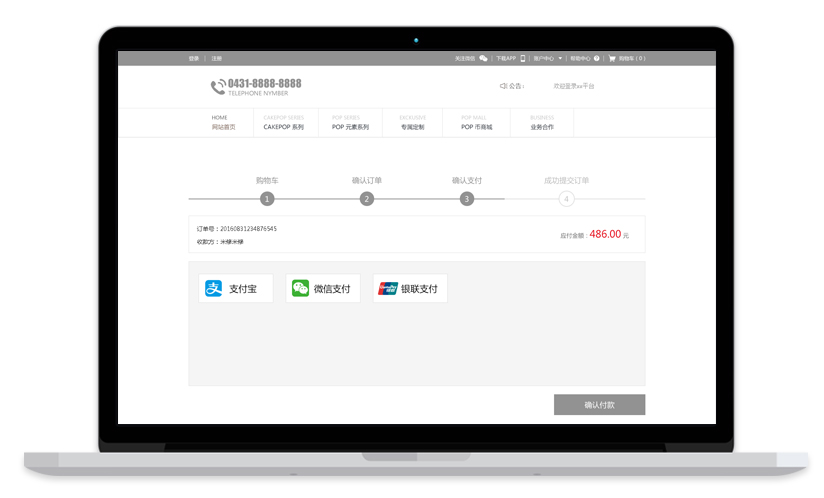 登录 | 注册
关注微信 | 下载APP | 账户中心 | 帮助中心 | 购物车 ( 0 )
0431-8888-8888
TELEPHONE NYMBER
公告：
欢迎登录xx平台
HOME
网站首页
CAKEPOP SERIES
CAKEPOP 系列
POP SERIES
POP 元素系列
EXCLUSIVE
专属定制
POP MALL
POP 币商城
BUSINESS
业务合作
购物车
确认订单
确认支付
成功提交订单
1
2
3
4
订单号：20160831234876545
收款方：米修米修
应付金额：486.00 元
支付宝
微信支付
银联支付
确认付款